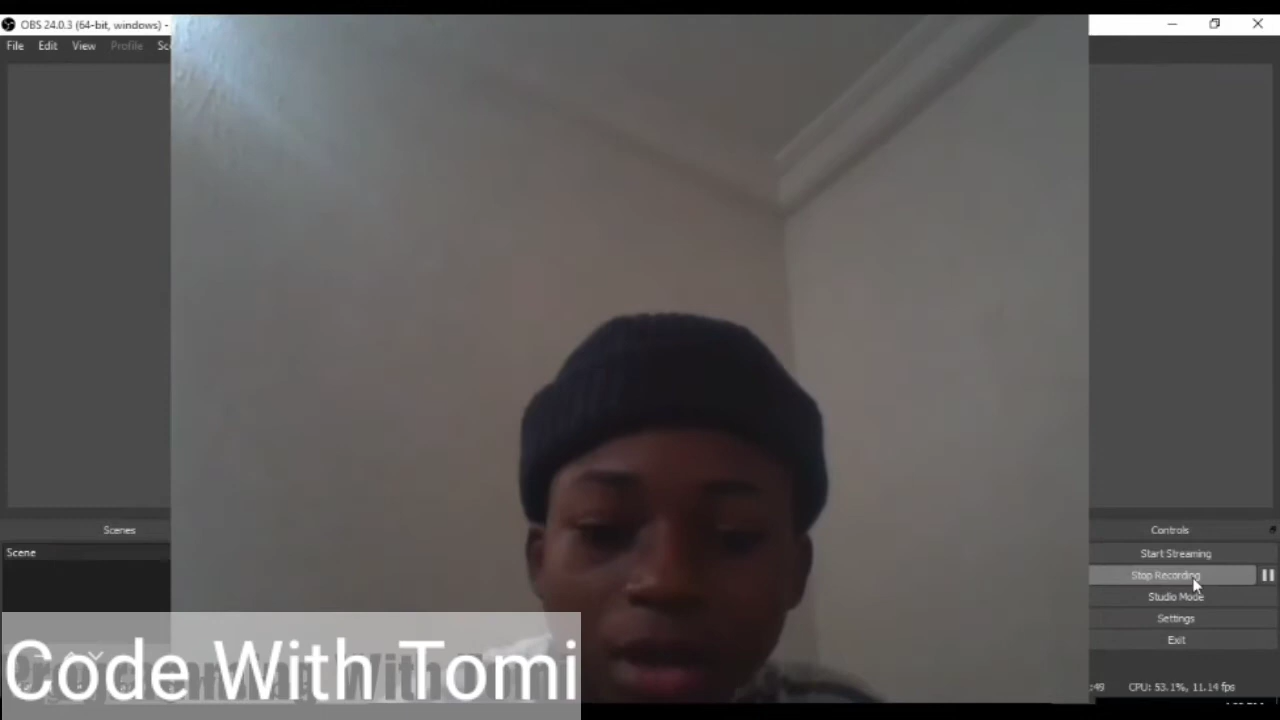 OBS 24.0.3 (64-bit, windows) -
File Edit View Profile
Scenes
Scene
Controls
Start Streaming
Stop Recording
Studio Mode
Settings
Exit
:49 CPU: 53.1%, 11.14 fps
Code With Tomi